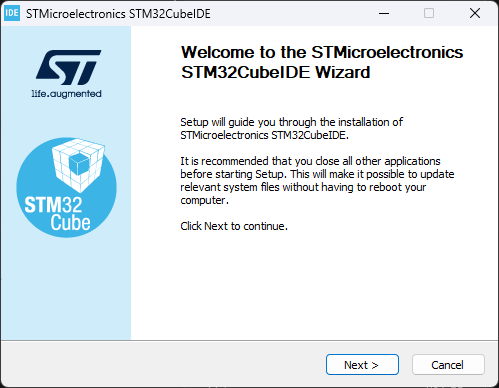 IDE STMicroelectronics STM32CubeIDE
life.augmented
STM32
Cube
Welcome to the STMicroelectronics
STM32CubeIDE Wizard
Setup will guide you through the installation of
STMicroelectronics STM32CubeIDE.
It is recommended that you close all other applications
before starting Setup. This will make it possible to update
relevant system files without having to reboot your
computer.
Click Next to continue.
Next > Cancel